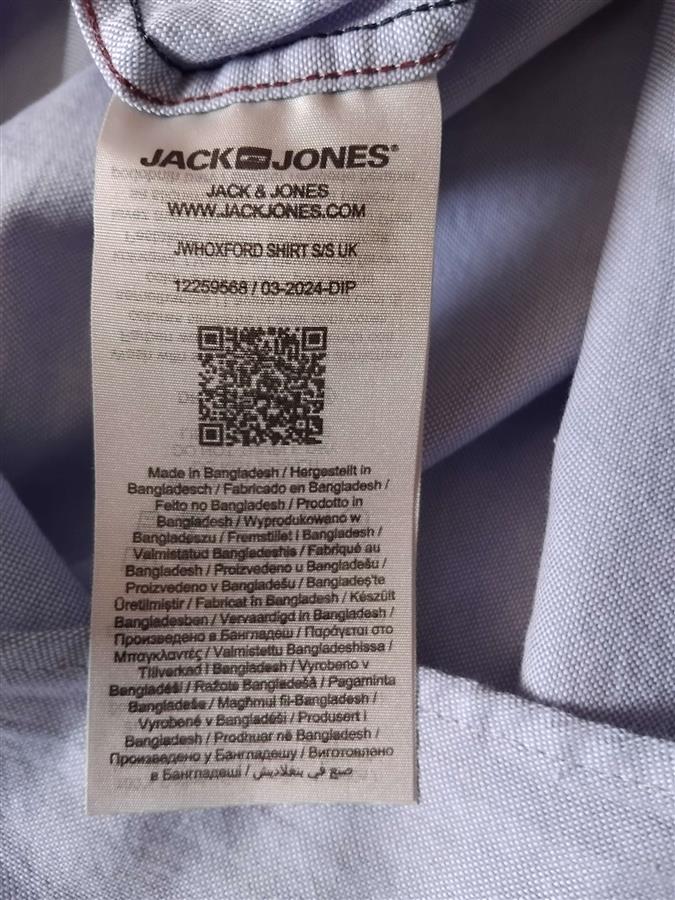 JACK JONES®
JACK & JONES
WWW.JACKJONES.COM
JWHOXFORD SHIRT S/S UK
12259568 / 03-2024-DIP
Made in Bangladesh / Hergestellt in
Bangladesch / Fabricado en Bangladesh /
Feito no Bangladesh / Prodotto in
Bangladesh / Wyprodukowano w
Bangladeszu / Fremstillet i Bangladesh /
Valmistatud Bangladeshis / Fabriqué au
Bangladesh / Proizvedeno u Bangladešu /
Proizvedeno v Bangladešu / Bangladeş'te
Üretilmiştir / Fabricat în Bangladesh / Készült
Bangladesben / Vervaardigd in Bangladesh /
Произведено в Бангладеш / Παράγεται στο
Μπαγκλαντές / Valmistettu Bangladeshissa /
Tillverkad i Bangladesh / Vyrobeno v
Bangladéši / Ražots Bangladešā / Pagaminta
Bangladeše / Magħmul fil-Bangladesh /
Vyrobené v Bangladéši / Produsert i
Bangladesh / Prodhuar në Bangladesh /
Произведено у Бангладешу / Виготовлено
в Бангладеші / صنع في بنغلاديش